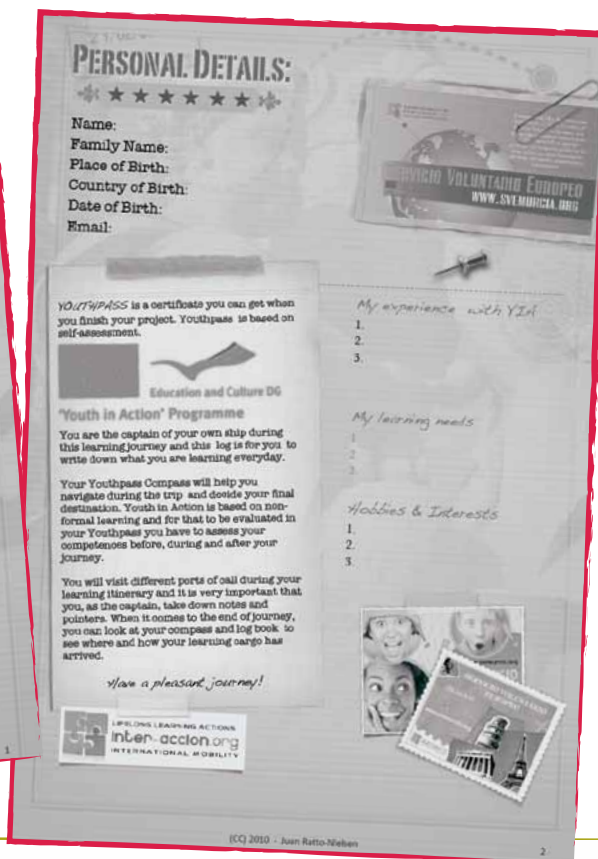 PERSONAL DETAILS:
Name:
Family Name:
Place of Birth:
Country of Birth:
Date of Birth:
Email:
SERVICIO VOLUNTARIO EUROPEO
WWW.SVEMURCIA.ORG
YOUTHPASS is a certificate you can get when
you finish your project. Youthpass is based on
self-assessment.
Education and Culture DG
'Youth in Action' Programme
You are the captain of your own ship during
this learning journey and this log is for you to
write down what you are learning everyday.
Your Youthpass Compass will help you
navigate during the trip and decide your final
destination. Youth in Action is based on non-
formal learning and for that to be evaluated in
your Youthpass you have to assess your
competences before, during and after your
journey.
You will visit different ports of call during your
learning itinerary and it is very important that
you, as the captain, take down notes and
pointers. When it comes to the end of journey,
you can look at your compass and log book to
see where and how your learning cargo has
arrived.
Have a pleasant journey!
LIFELONG LEARNING ACTIONS
inter-accion.org
INTERNATIONAL MOBILITY
My experience with YIA
1.
2.
3.
My learning needs
1
2
3.
Hobbies & Interests
1.
2.
3.
SERVICIO VOLUNTARIO
EUROPEO
1
(CC) 2010 - Juan Ratto-Nielsen
2